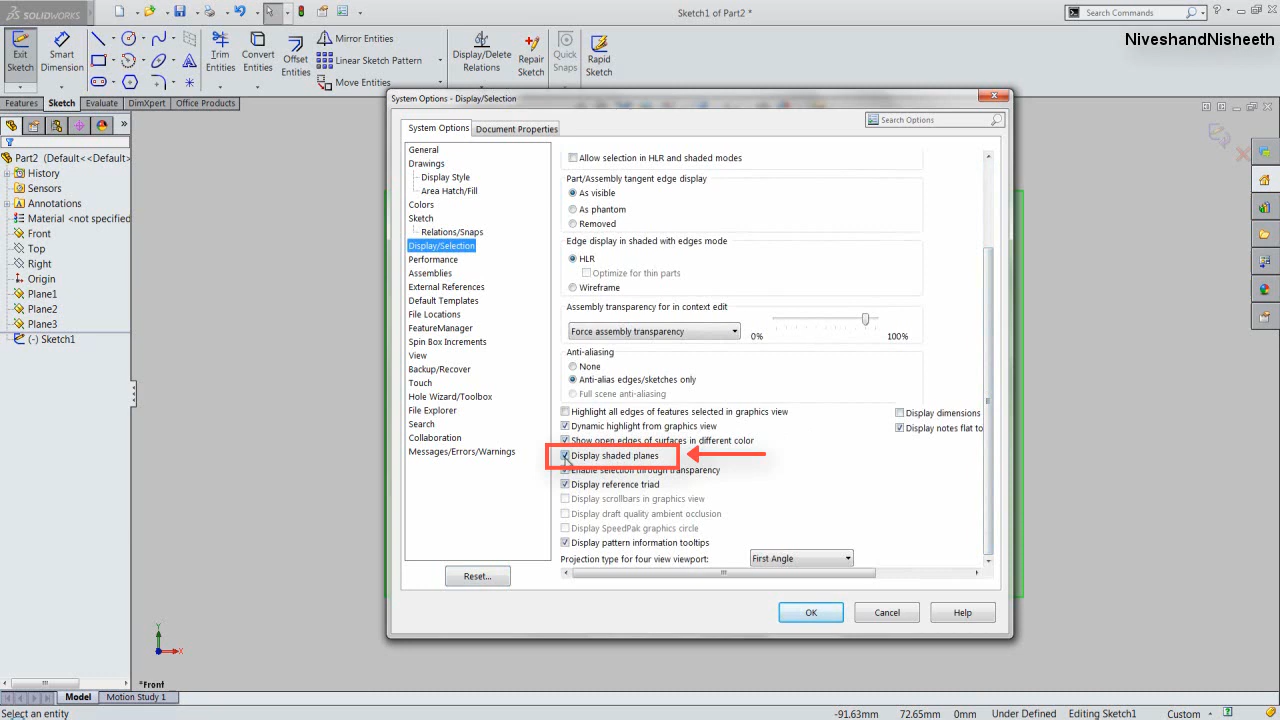 SOLIDWORKS
Sketch1 of Part2 *
Search Commands
NiveshandNisheeth
Exit Sketch
Smart Dimension
Trim Entities
Convert Entities
Offset Entities
Mirror Entities
Linear Sketch Pattern
Move Entities
Display/Delete Relations
Repair Sketch
Quick Snaps
Rapid Sketch
Features
Sketch
Evaluate
DimXpert
Office Products
Part2 (Default<<Default>
History
Sensors
Annotations
Material <not specified
Front
Top
Right
Origin
Plane1
Plane2
Plane3
(-) Sketch1
System Options - Display/Selection
System Options
Document Properties
Search Options
General
Drawings
Display Style
Area Hatch/Fill
Colors
Sketch
Relations/Snaps
Display/Selection
Performance
Assemblies
External References
Default Templates
File Locations
FeatureManager
Spin Box Increments
View
Backup/Recover
Touch
Hole Wizard/Toolbox
File Explorer
Search
Collaboration
Messages/Errors/Warnings
Reset...
Allow selection in HLR and shaded modes
Part/Assembly tangent edge display
As visible
As phantom
Removed
Edge display in shaded with edges mode
HLR
Optimize for thin parts
Wireframe
Assembly transparency for in context edit
Force assembly transparency
0%
100%
Anti-aliasing
None
Anti-alias edges/sketches only
Full scene anti-aliasing
Highlight all edges of features selected in graphics view
Display dimensions
Dynamic highlight from graphics view
Display notes flat to
Show open edges of surfaces in different color
Display shaded planes
Enable selection through transparency
Display reference triad
Display scrollbars in graphics view
Display draft quality ambient occlusion
Display SpeedPak graphics circle
Display pattern information tooltips
Projection type for four view viewport:
First Angle
OK
Cancel
Help
Y
X
*Front
Model
Motion Study 1
Select an entity
-91.63mm
72.65mm
0mm
Under Defined
Editing Sketch1
Custom